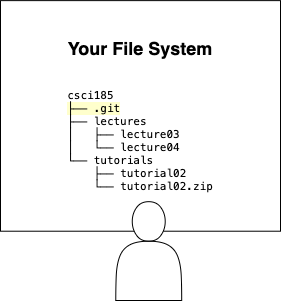 Your File System
csci185
├── .git
├── lectures
│   ├── lecture03
│   └── lecture04
└── tutorials
    ├── tutorial02
    └── tutorial02.zip